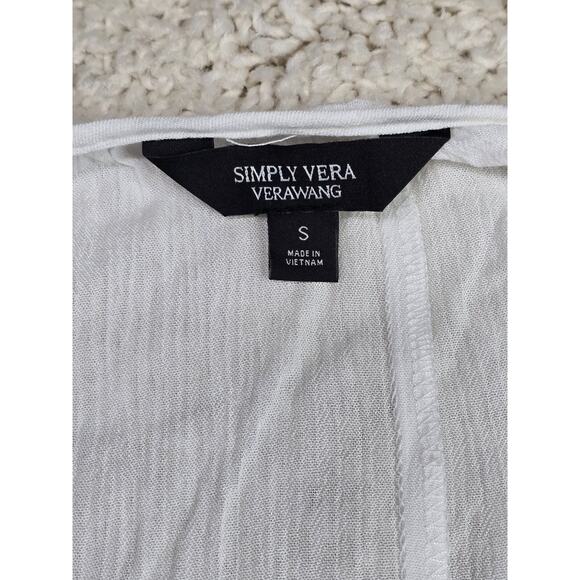 SIMPLY VERA
VERAWANG
S
MADE IN
VIETNAM